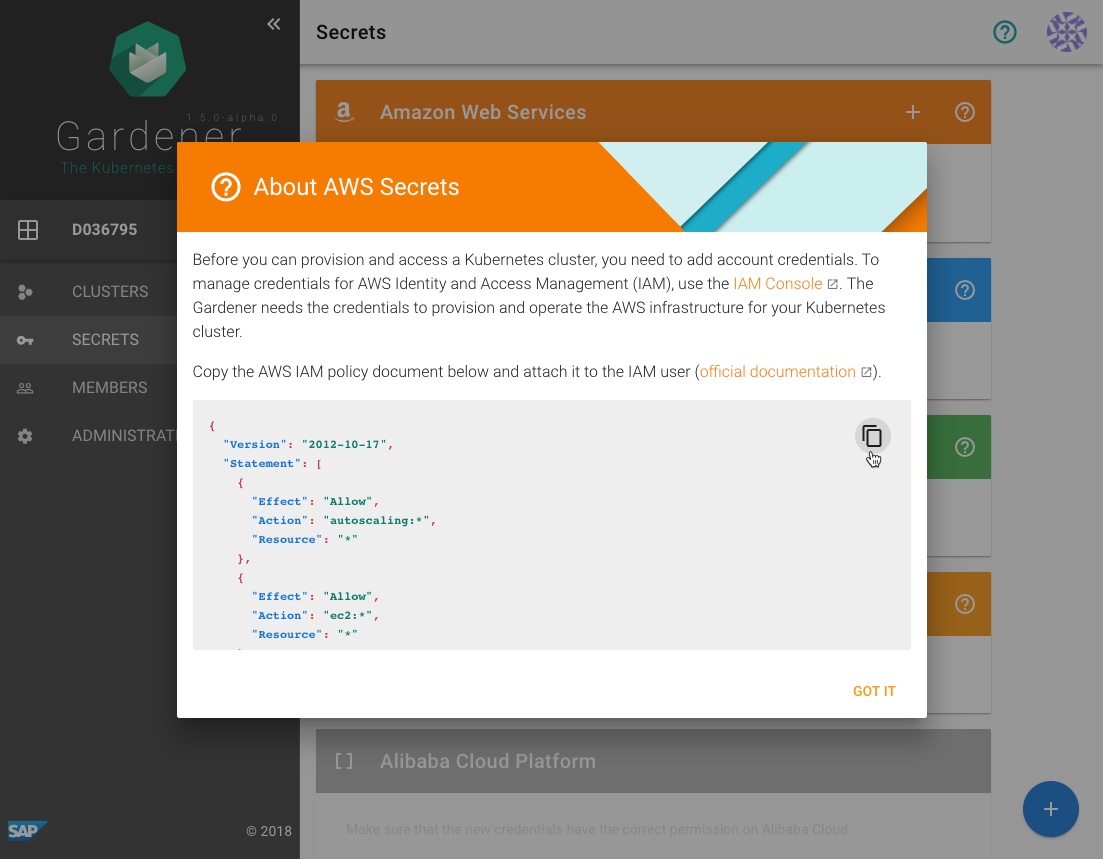 Secrets
1.5.0-alpha.0
Gardener
The Kubernetes
D036795
CLUSTERS
SECRETS
MEMBERS
ADMINISTRATI
SAP
© 2018
Amazon Web Services
About AWS Secrets
Before you can provision and access a Kubernetes cluster, you need to add account credentials. To
manage credentials for AWS Identity and Access Management (IAM), use the IAM Console. The
Gardener needs the credentials to provision and operate the AWS infrastructure for your Kubernetes
cluster.
Copy the AWS IAM policy document below and attach it to the IAM user (official documentation).
{
  "Version": "2012-10-17",
  "Statement": [
    {
      "Effect": "Allow",
      "Action": "autoscaling:*",
      "Resource": "*"
    },
    {
      "Effect": "Allow",
      "Action": "ec2:*",
      "Resource": "*"
GOT IT
[] Alibaba Cloud Platform
Make sure that the new credentials have the correct permission on Alibaba Cloud.